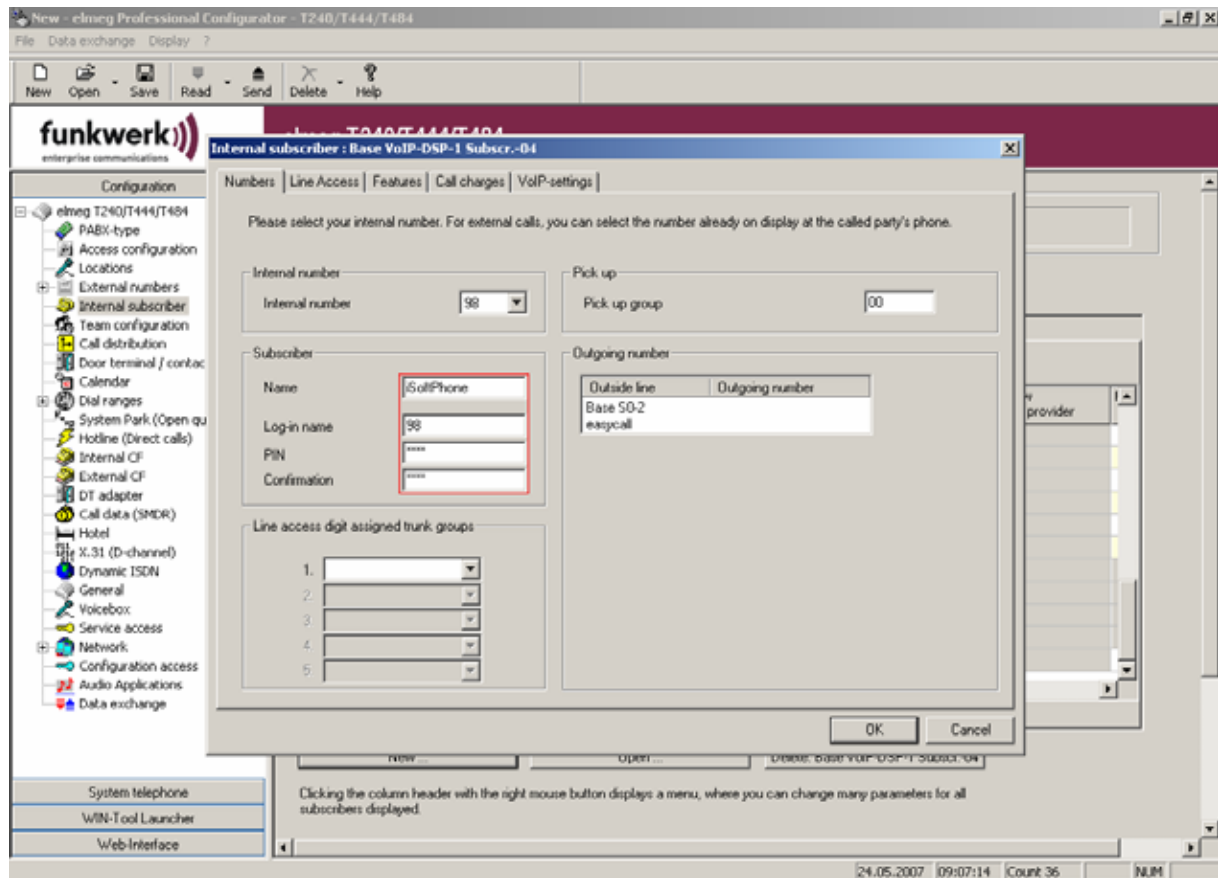 New - elmeg Professional Configurator - T240/T444/T484
File Data exchange Display ?
New Open Save Read Send Delete Help
funkwerk
enterprise communications
elmeg T240/T444/T484
Internal subscriber : Base VoIP-DSP-1 Subscr.-04
Numbers Line Access Features Call charges VoIP-settings
Please select your internal number. For external calls, you can select the number already on display at the called party's phone.
Internal number
Internal number 98
Pick up
Pick up group 00
Subscriber
Name iSoftPhone
Log-in name 98
PIN ****
Confirmation ****
Outgoing number
Outside line Outgoing number
Base S0-2
easycall
Line access digit assigned trunk groups
1.
2.
3.
4.
5.
OK Cancel
Configuration
elmeg T240/T444/T484
PABX-type
Access configuration
Locations
External numbers
Internal subscriber
Team configuration
Call distribution
Door terminal / contac
Calendar
Dial ranges
System Park (Open qu
Hotline (Direct calls)
Internal CF
External CF
DT adapter
Call data (SMDR)
Hotel
X.31 (D-channel)
Dynamic ISDN
General
Voicebox
Service access
Network
Configuration access
Audio Applications
Data exchange
System telephone
WIN-Tool Launcher
Web-Interface
provider
New ... Open ... Delete: Base VoIP-DSP-1 Subscr.-04
Clicking the column header with the right mouse button displays a menu, where you can change many parameters for all
subscribers displayed.
24.05.2007 09:07:14 Count 36 NUM